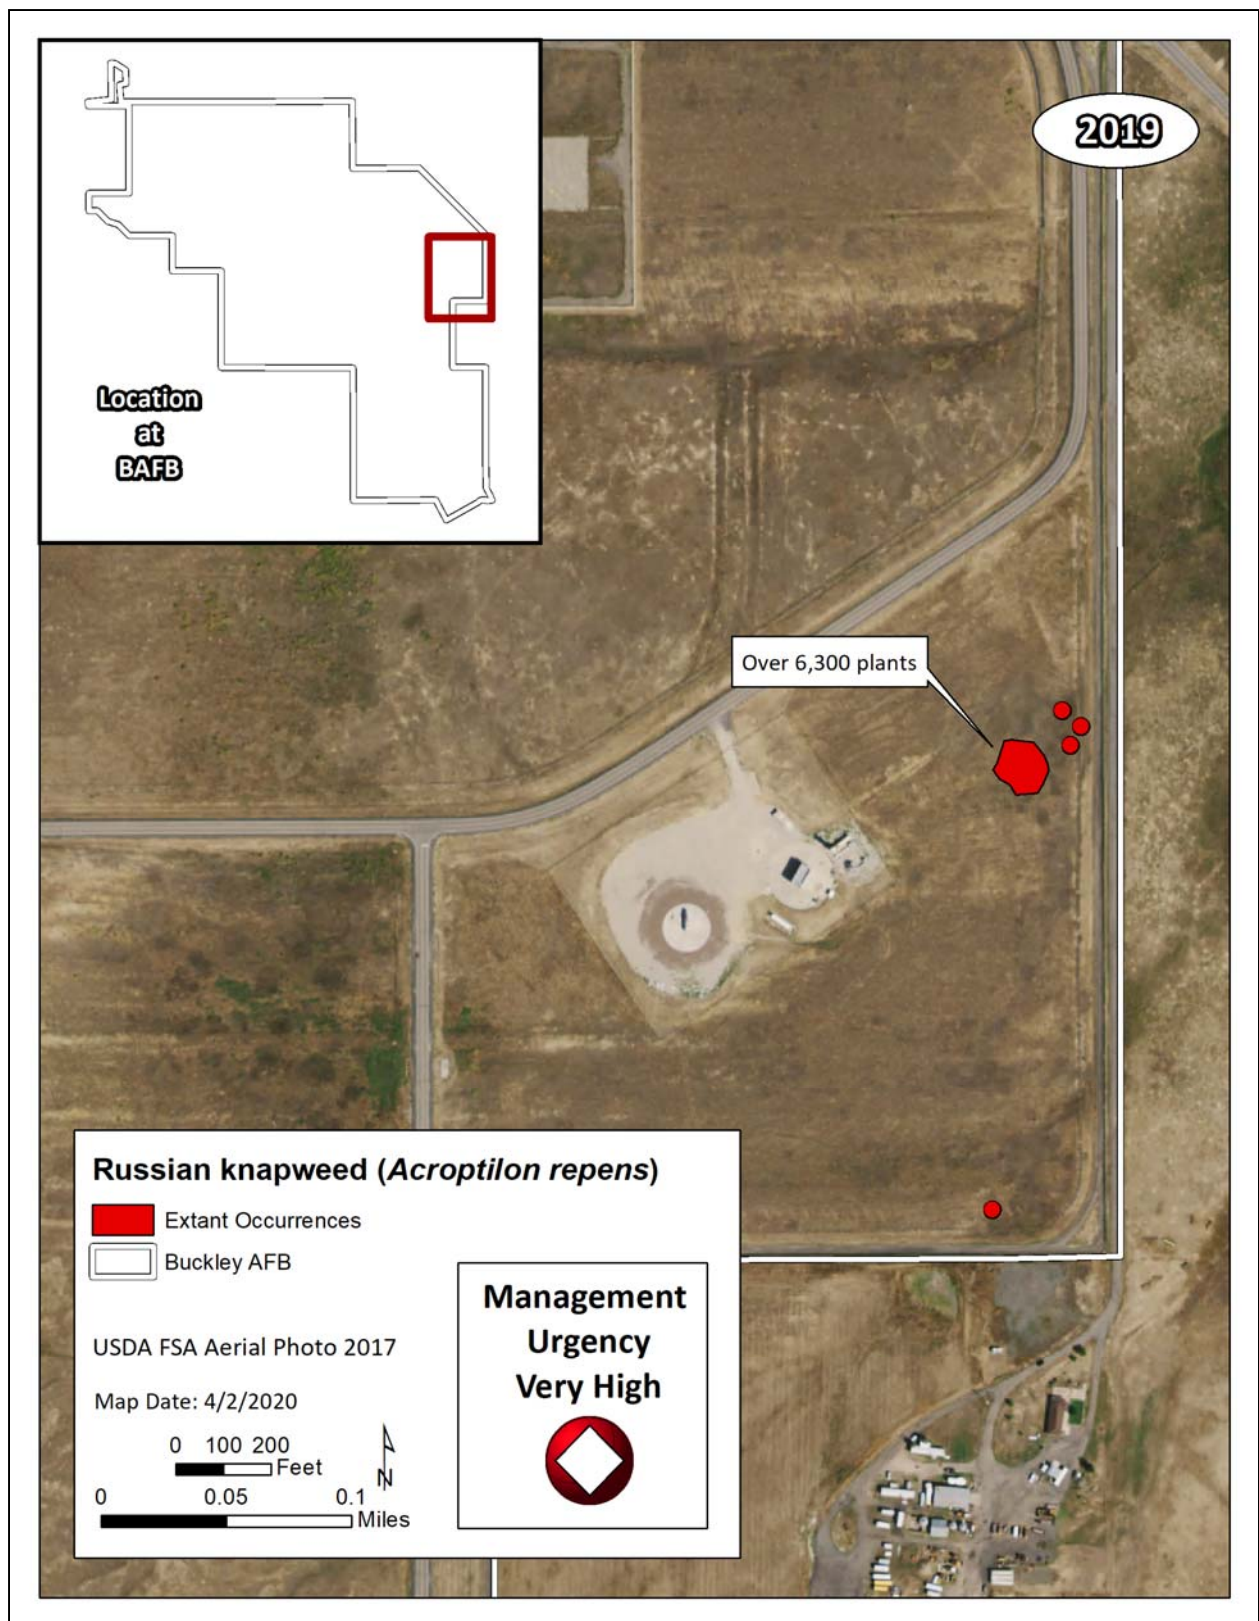 2019
Location
at
BAFB
Over 6,300 plants
Russian knapweed (Acroptilon repens)
Extant Occurrences
Buckley AFB
USDA FSA Aerial Photo 2017
Map Date: 4/2/2020
0 100 200
Feet
N
0 0.05 0.1
Miles
Management
Urgency
Very High